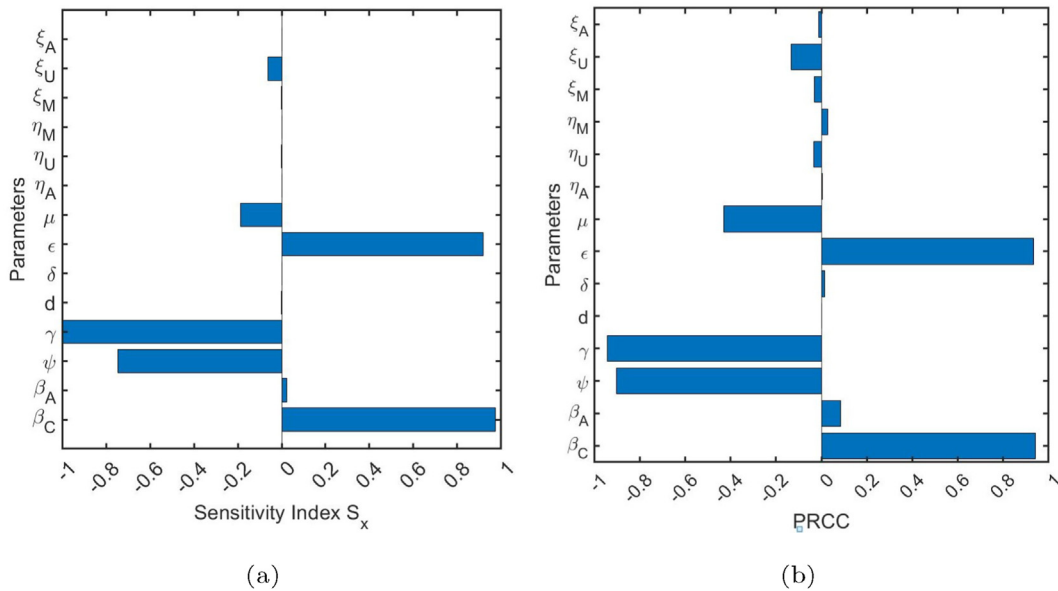 Parameters
ξA
ξU
ξM
ηM
ηU
ηA
μ
ϵ
δ
d
γ
ψ
βA
βC
-1 -0.8 -0.6 -0.4 -0.2 0 0.2 0.4 0.6 0.8 1
Sensitivity Index Sx
(a)
Parameters
ξA
ξU
ξM
ηM
ηU
ηA
μ
ϵ
δ
d
γ
ψ
βA
βC
-1 -0.8 -0.6 -0.4 -0.2 0 0.2 0.4 0.6 0.8 1
PRCC
(b)